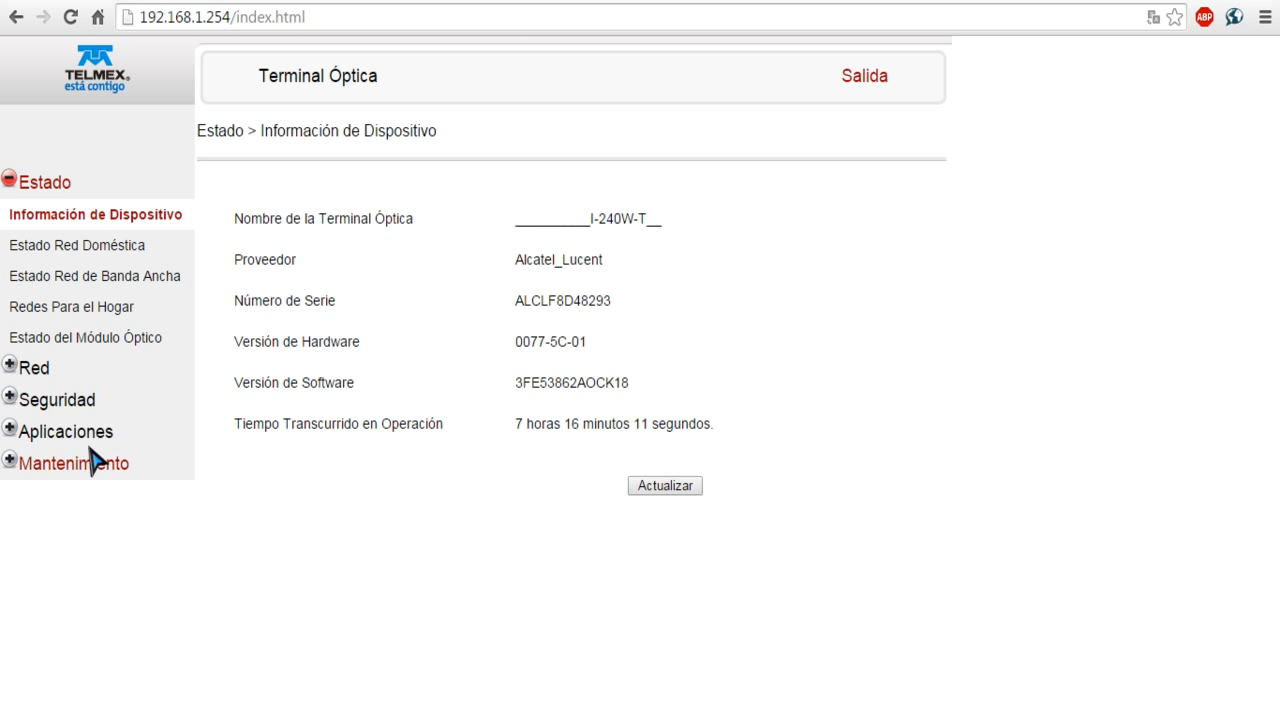 192.168.1.254/index.html
ABP
TELMEX®
está contigo
Terminal Óptica
Salida
Estado > Información de Dispositivo
Estado
Información de Dispositivo
Estado Red Doméstica
Estado Red de Banda Ancha
Redes Para el Hogar
Estado del Módulo Óptico
Red
Seguridad
Aplicaciones
Mantenimiento
Nombre de la Terminal Óptica __________I-240W-T__
Proveedor Alcatel_Lucent
Número de Serie ALCLF8D48293
Versión de Hardware 0077-5C-01
Versión de Software 3FE53862AOCK18
Tiempo Transcurrido en Operación 7 horas 16 minutos 11 segundos.
Actualizar